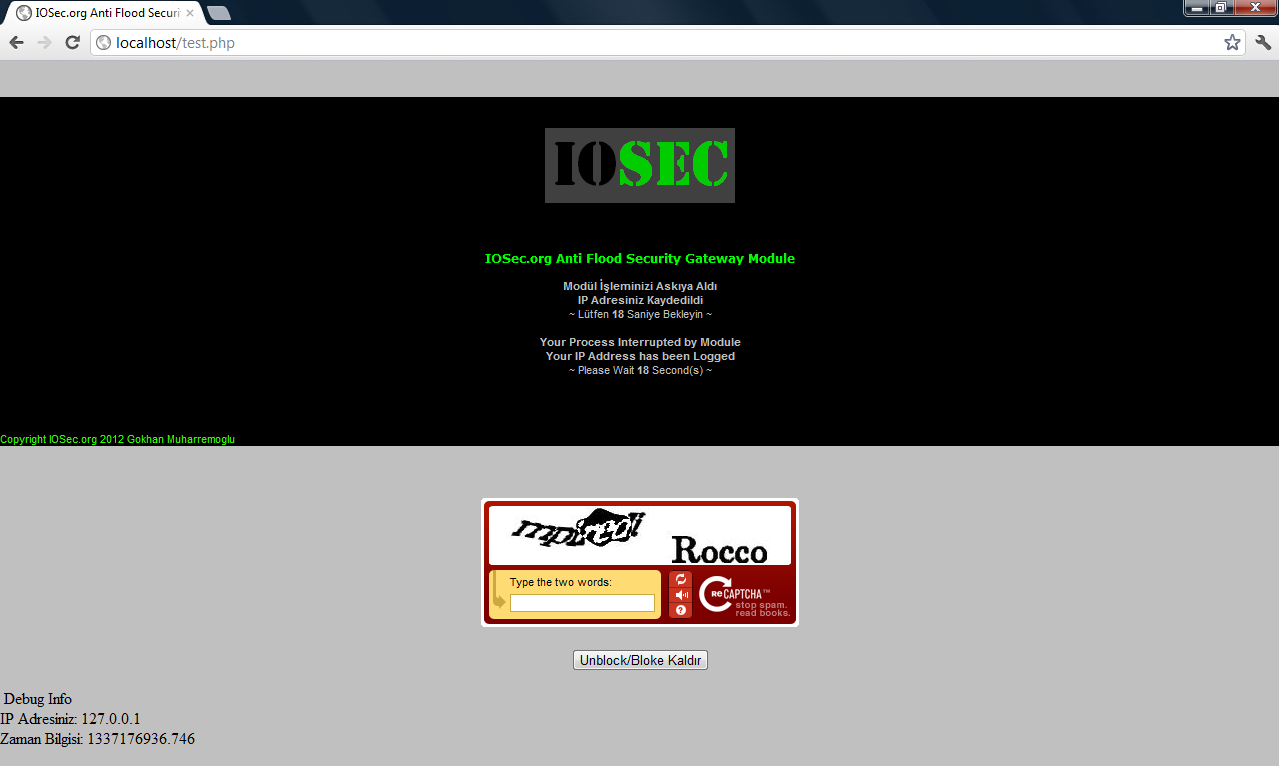 IOSec.org Anti Flood Securi
localhost/test.php
IOSEC
IOSec.org Anti Flood Security Gateway Module
Modül İşleminizi Askıya Aldı
IP Adresiniz Kaydedildi
~ Lütfen 18 Saniye Bekleyin ~
Your Process Interrupted by Module
Your IP Address has been Logged
~ Please Wait 18 Second(s) ~
Copyright IOSec.org 2012 Gokhan Muharremoglu
Rocco
Type the two words:
reCAPTCHA™
stop spam.
read books.
Unblock/Bloke Kaldır
Debug Info
IP Adresiniz: 127.0.0.1
Zaman Bilgisi: 1337176936.746